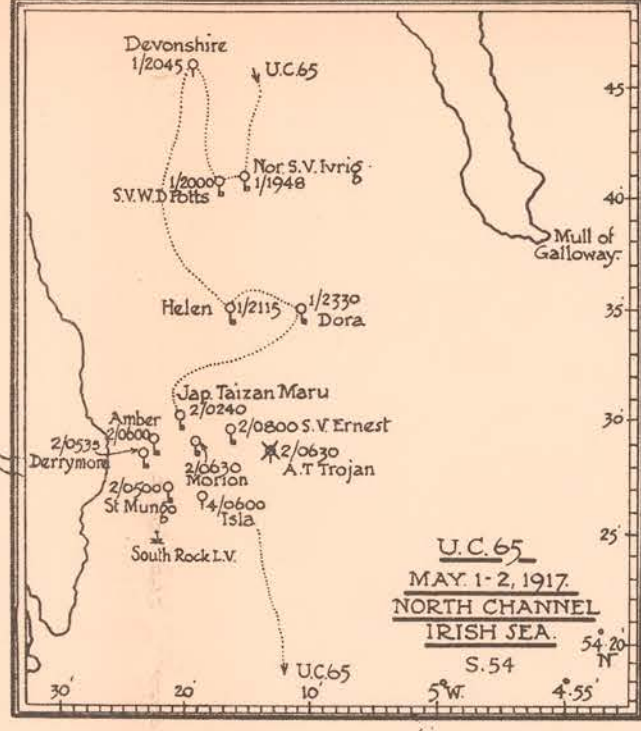 Devonshire
1/2045
U.C.65
45'
Nor. S.V. Ivrig
1/2000
1/1948
S.V. W.D Potts
40'
Mull of
Galloway.
Helen
1/2115
1/2330
Dora
35'
Jap. Taizan Maru
2/0240
Amber
2/0600
2/0800 S.V. Ernest
30'
2/0535
Derrymore
2/0630
Morion
2/0630
A.T Trojan
2/0500
St Mungo
4/0600
Isla
25'
South Rock L.V.
U.C. 65
MAY. 1-2, 1917.
NORTH CHANNEL
IRISH SEA.
S.54
54°20'
N
U.C.65
30'
20'
10'
5°W.
4°55'